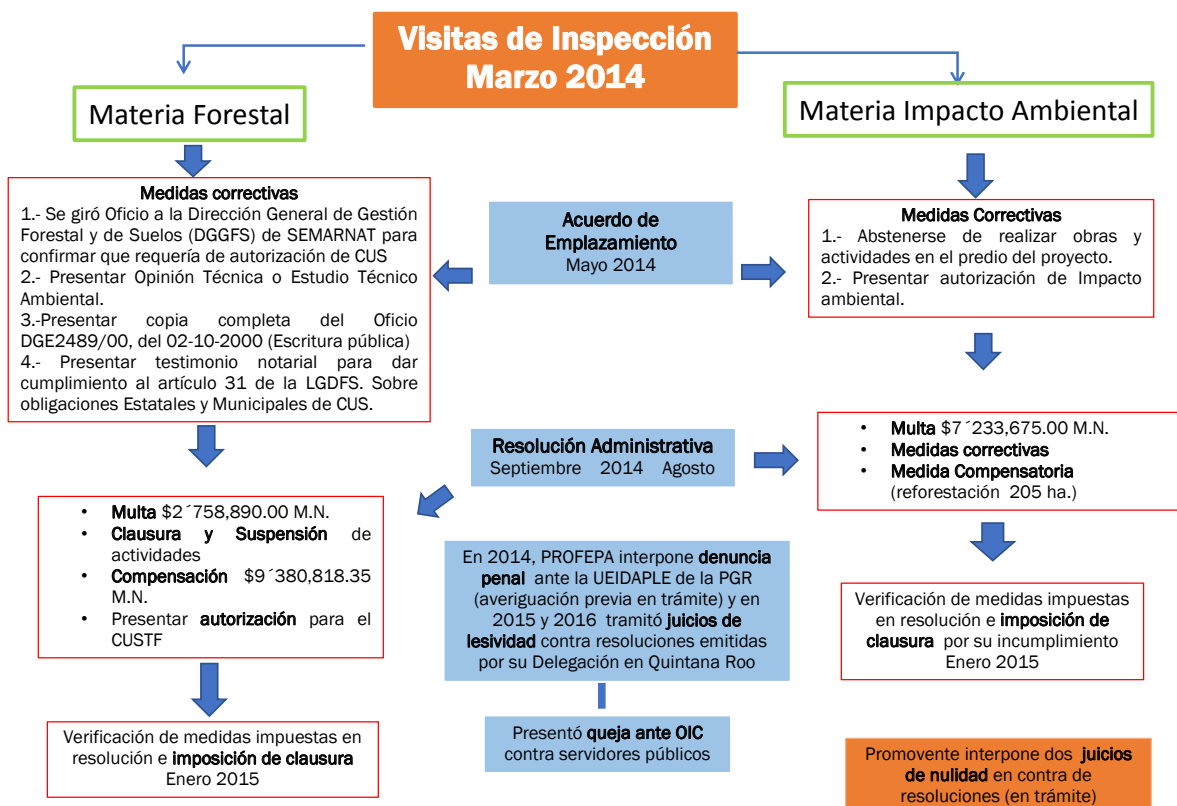 Visitas de Inspección
Marzo 2014
Materia Forestal
Materia Impacto Ambiental
Medidas correctivas
1.- Se giró Oficio a la Dirección General de Gestión
Forestal y de Suelos (DGGFS) de SEMARNAT para
confirmar que requería de autorización de CUS
2.- Presentar Opinión Técnica o Estudio Técnico
Ambiental.
3.-Presentar copia completa del Oficio
DGE2489/00, del 02-10-2000 (Escritura pública)
4.- Presentar testimonio notarial para dar
cumplimiento al artículo 31 de la LGDFS. Sobre
obligaciones Estatales y Municipales de CUS.
Acuerdo de
Emplazamiento
Mayo 2014
Medidas Correctivas
1.- Abstenerse de realizar obras y
actividades en el predio del proyecto.
2.- Presentar autorización de Impacto
ambiental.
Resolución Administrativa
Septiembre 2014 Agosto
• Multa $7´233,675.00 M.N.
• Medidas correctivas
• Medida Compensatoria
(reforestación 205 ha.)
• Multa $2´758,890.00 M.N.
• Clausura y Suspensión de
actividades
• Compensación $9´380,818.35
M.N.
• Presentar autorización para el
CUSTF
En 2014, PROFEPA interpone denuncia
penal ante la UEIDAPLE de la PGR
(averiguación previa en trámite) y en
2015 y 2016 tramitó juicios de
lesividad contra resoluciones emitidas
por su Delegación en Quintana Roo
Verificación de medidas impuestas
en resolución e imposición de
clausura por su incumplimiento
Enero 2015
Verificación de medidas impuestas en
resolución e imposición de clausura
Enero 2015
Presentó queja ante OIC
contra servidores públicos
Promovente interpone dos juicios
de nulidad en contra de
resoluciones (en trámite)